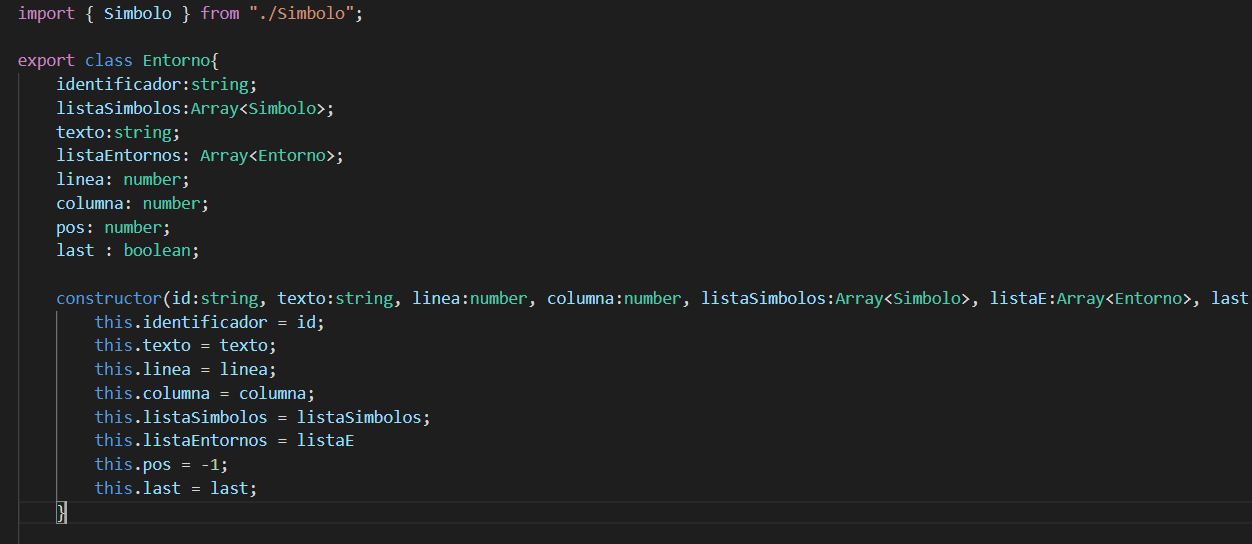 import { Simbolo } from "./Simbolo";
export class Entorno{
identificador:string;
listaSimbolos:Array<Simbolo>;
texto:string;
listaEntornos: Array<Entorno>;
linea: number;
columna: number;
pos: number;
last : boolean;
constructor(id:string, texto:string, linea:number, columna:number, listaSimbolos:Array<Simbolo>, listaE:Array<Entorno>, last
this.identificador = id;
this.texto = texto;
this.linea = linea;
this.columna = columna;
this.listaSimbolos = listaSimbolos;
this.listaEntornos = listaE
this.pos = -1;
this.last = last;
}